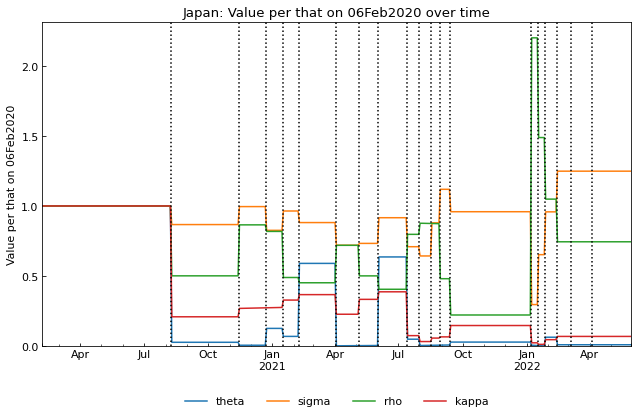 Japan: Value per that on 06Feb2020 over time
Value per that on 06Feb2020
2.0
1.5
1.0
0.5
0.0
Apr Jul Oct Jan Apr Jul Oct Jan Apr
2021 2022
theta sigma rho kappa